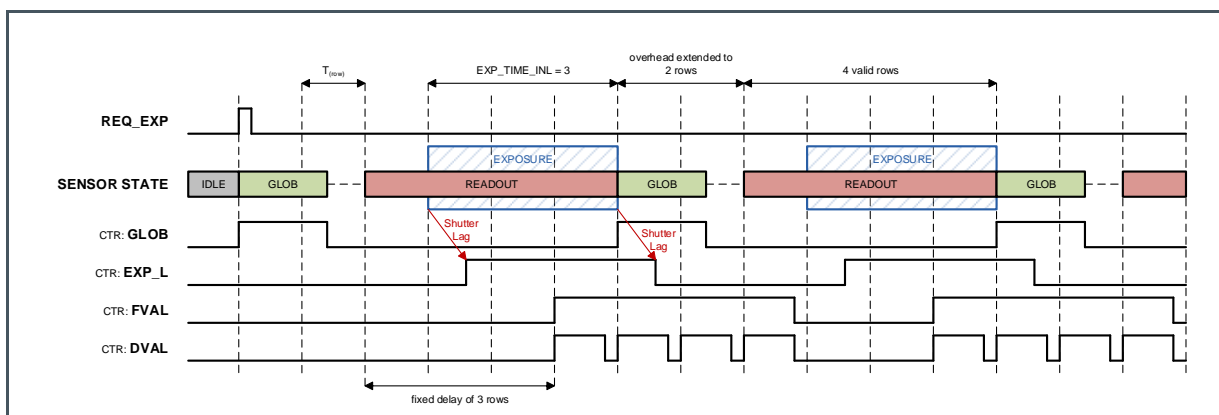 overhead extended to
T(row)
EXP_TIME_INL = 3
2 rows
4 valid rows
REQ_EXP
EXPOSURE
EXPOSURE
SENSOR STATE
IDLE
GLOB
READOUT
GLOB
READOUT
GLOB
CTR: GLOB
Shutter
Lag
Shutter
Lag
CTR: EXP_L
CTR: FVAL
CTR: DVAL
fixed delay of 3 rows